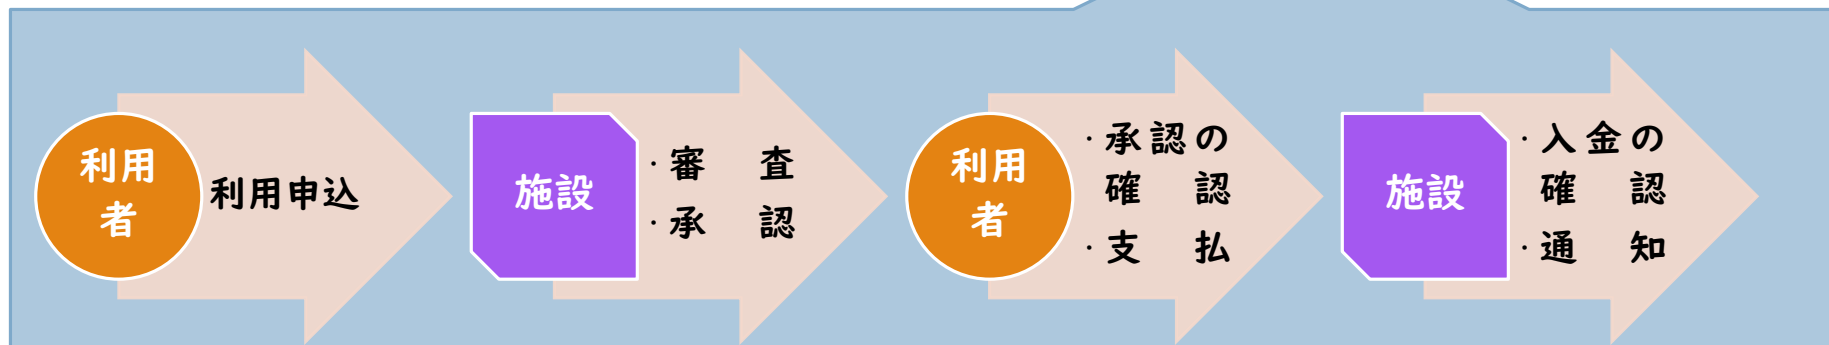 利用
者
利用申込
施設
・審 査
・承 認
利用
者
・承認の
確 認
・支 払
施設
・入金の
確 認
・通 知